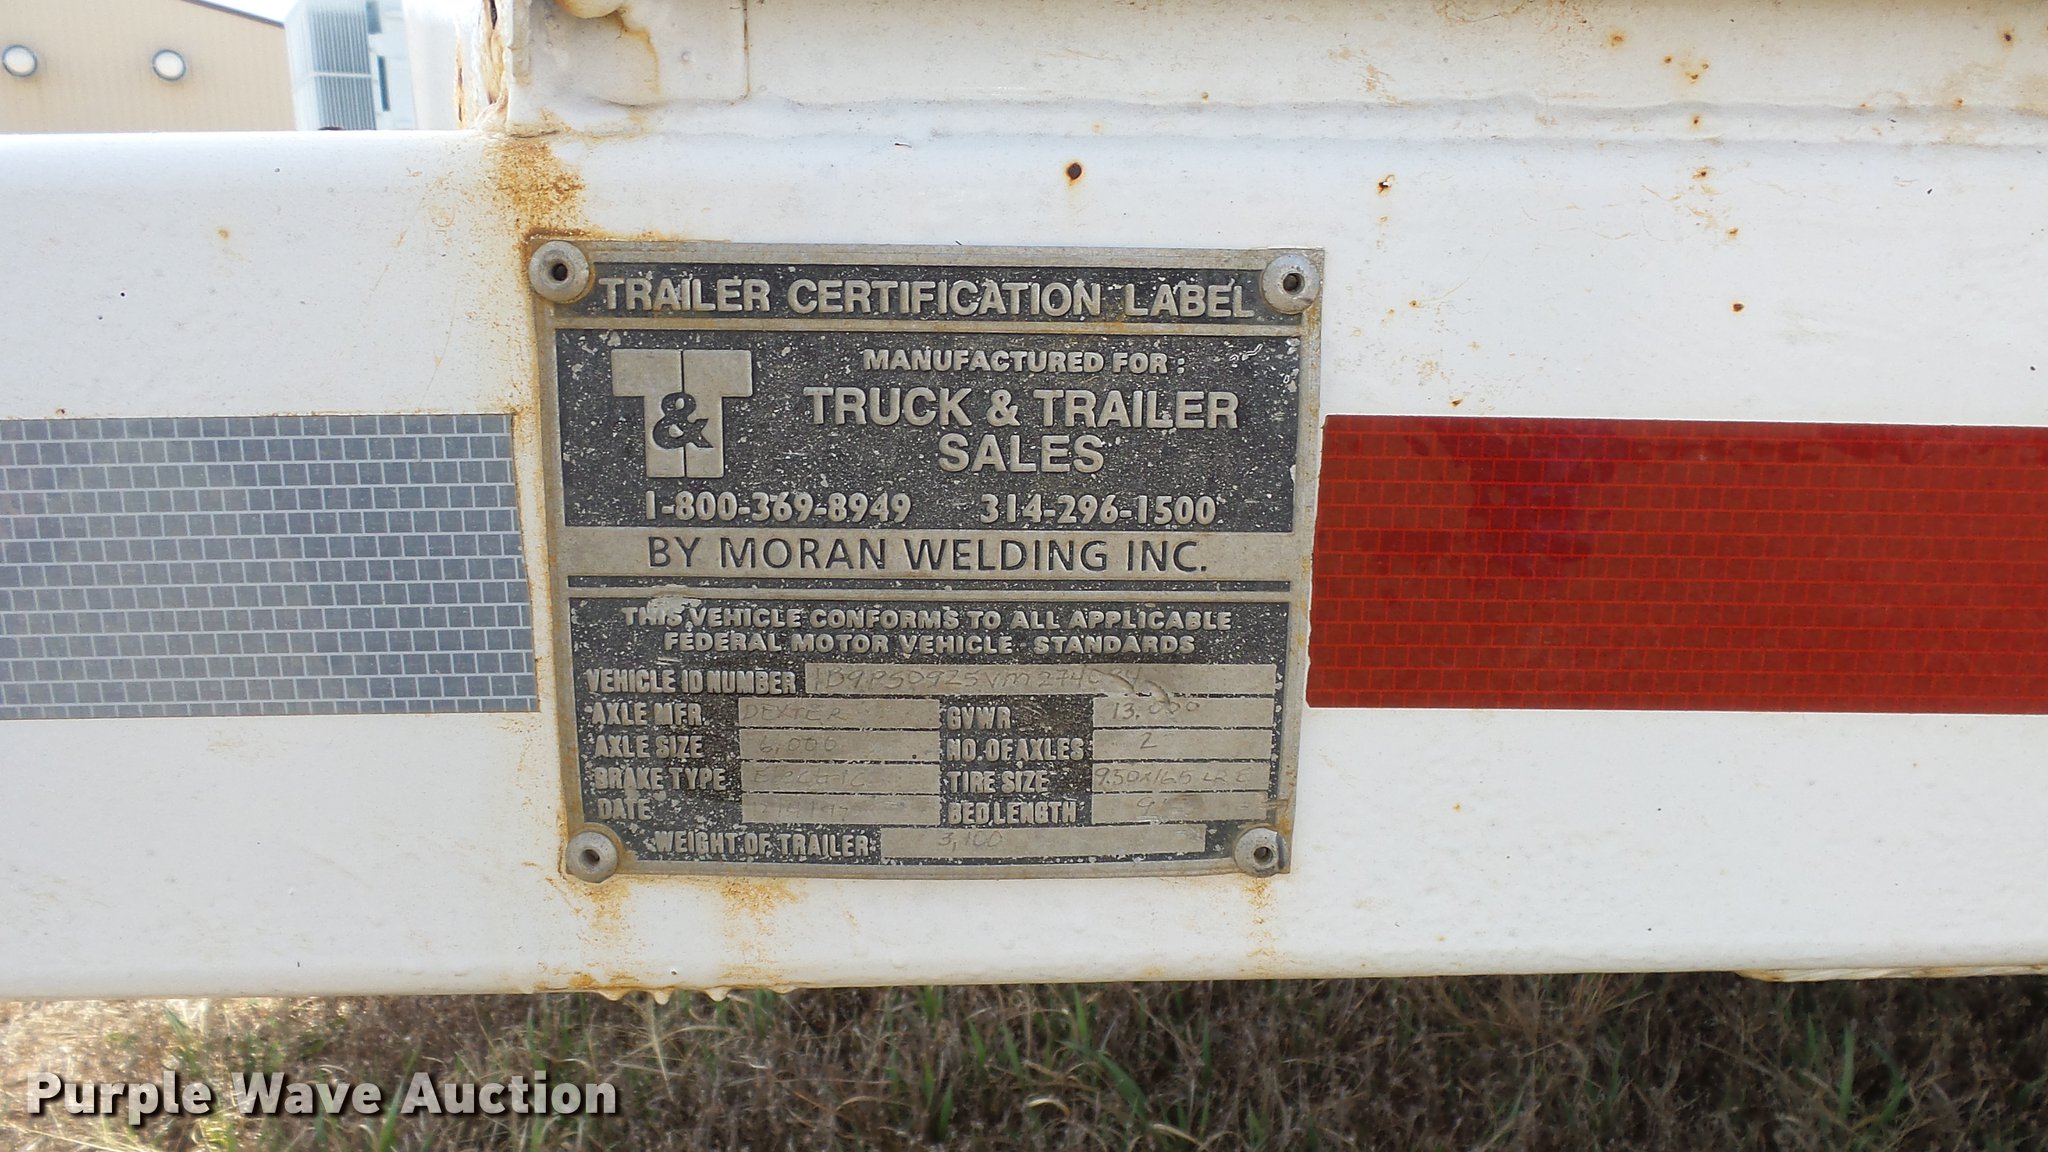 TRAILER CERTIFICATION LABEL
T&T
MANUFACTURED FOR:
TRUCK & TRAILER
SALES
1-800-369-8949 314-296-1500
BY MORAN WELDING INC.
THIS VEHICLE CONFORMS TO ALL APPLICABLE
FEDERAL MOTOR VEHICLE STANDARDS
VEHICLE ID NUMBER
AXLE MFR. DEXTER GVWR 13,000
AXLE SIZE 6,000 NO. OF AXLES 2
BRAKE TYPE ELECTRIC TIRE SIZE
DATE BED LENGTH
WEIGHT OF TRAILER 3,100
Purple Wave Auction